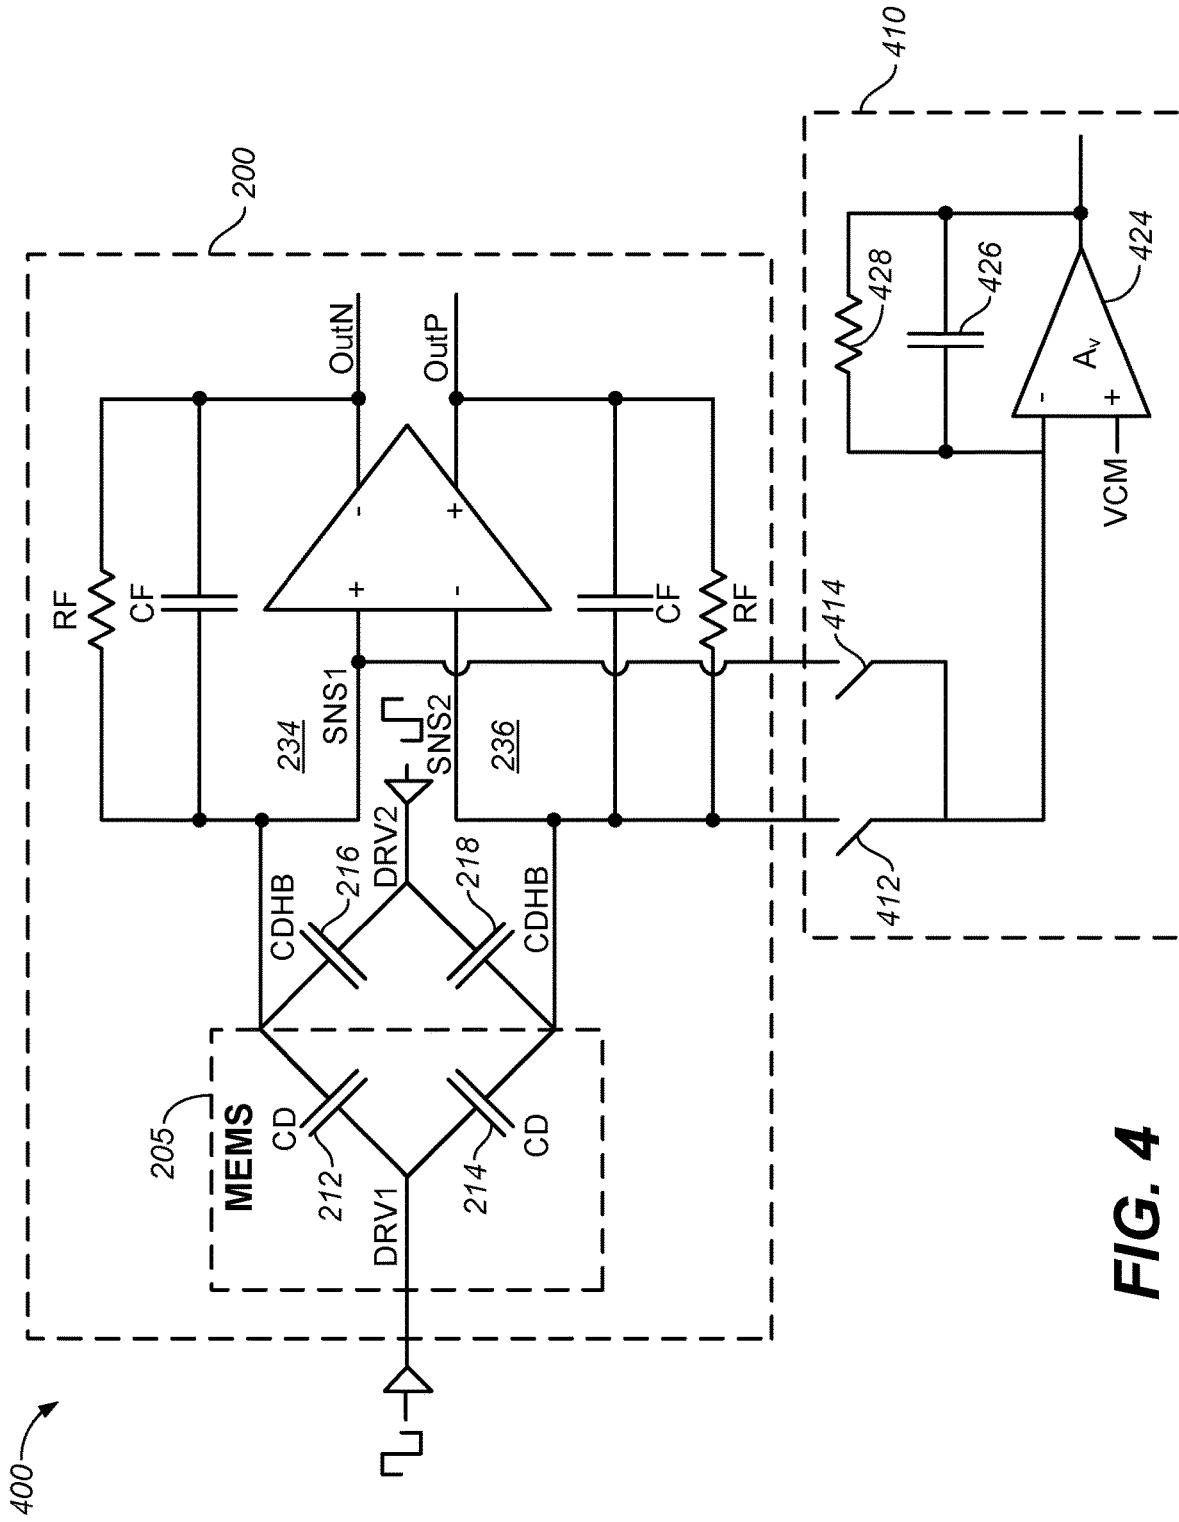 400
200
RF
CF
OutN
OutP
+
-
-
+
SNS1
234
SNS2
236
CF
RF
CDHB
216
DRV2
218
CDHB
205
MEMS
CD
212
DRV1
214
CD
410
414
412
428
426
424
Av
-
+
VCM
FIG. 4